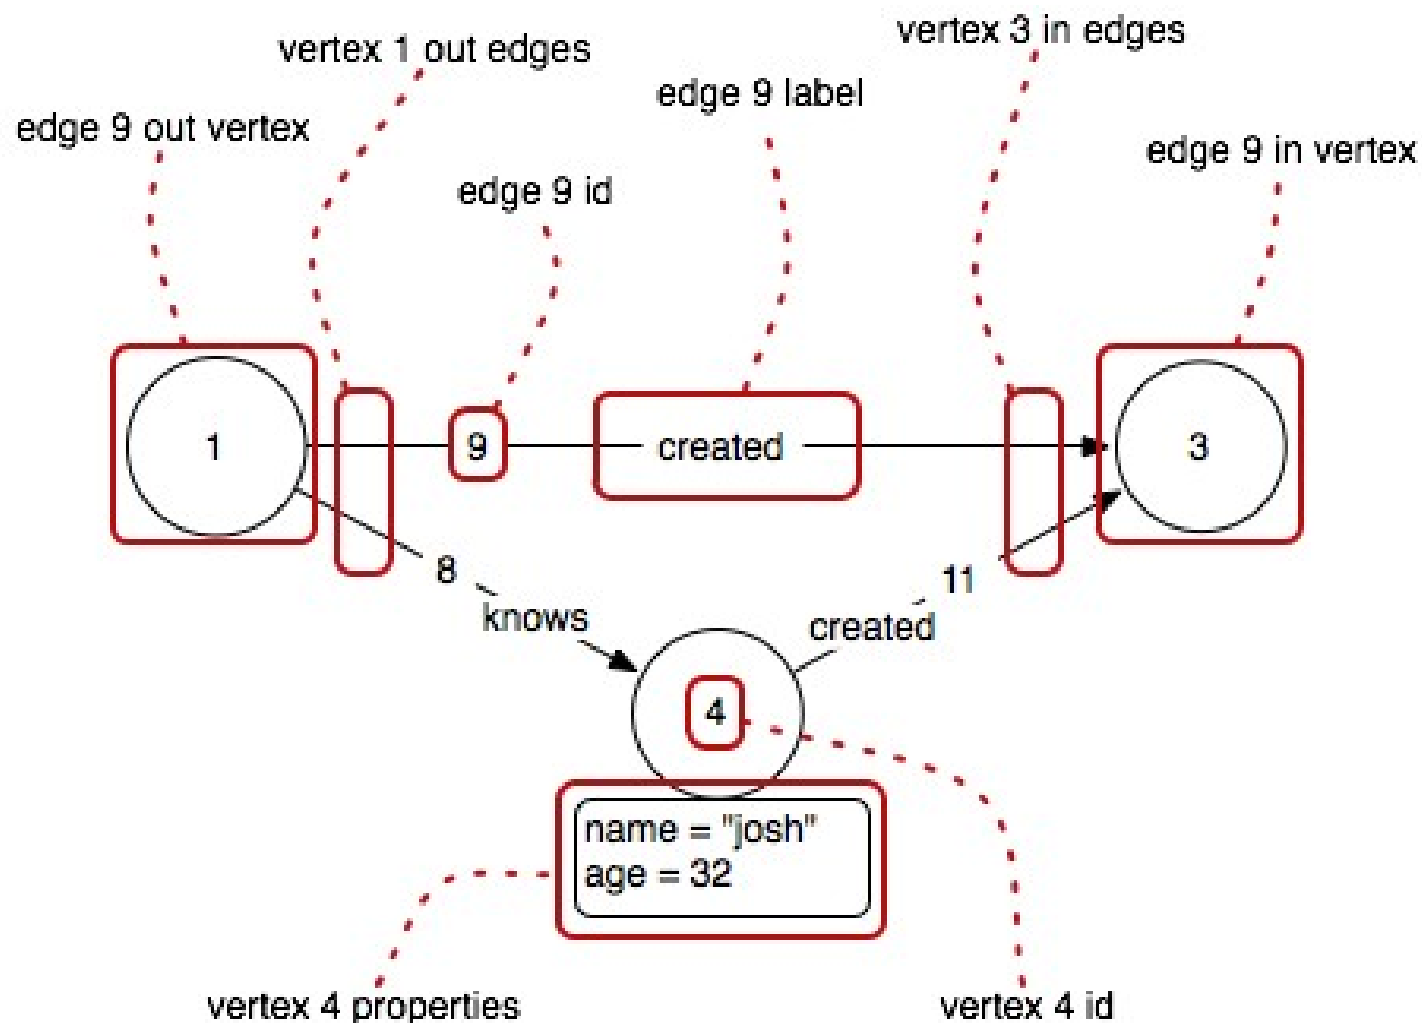 vertex 3 in edges
vertex 1 out edges
edge 9 label
edge 9 out vertex
edge 9 in vertex
edge 9 id
1
9
created
3
8
11
knows
created
4
name = "josh"
age = 32
vertex 4 properties
vertex 4 id